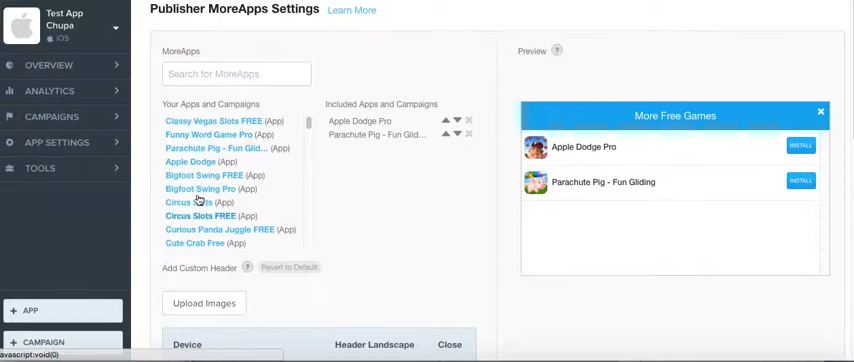 Test App
Chupa
iOS
OVERVIEW
ANALYTICS
CAMPAIGNS
APP SETTINGS
TOOLS
+ APP
+ CAMPAIGN
avascript:void(0)
Publisher MoreApps Settings Learn More
MoreApps
Search for MoreApps
Your Apps and Campaigns
Classy Vegas Slots FREE (App)
Funny Word Game Pro (App)
Parachute Pig - Fun Glid... (App)
Apple Dodge (App)
Bigfoot Swing FREE (App)
Bigfoot Swing Pro (App)
Circus Slots (App)
Circus Slots FREE (App)
Curious Panda Juggle FREE (App)
Cute Crab Free (App)
Included Apps and Campaigns
Apple Dodge Pro
Parachute Pig - Fun Glid...
Add Custom Header ? Revert to Default
Upload Images
Device Header Landscape Close
Preview ?
More Free Games
Apple Dodge Pro INSTALL
Parachute Pig - Fun Gliding INSTALL